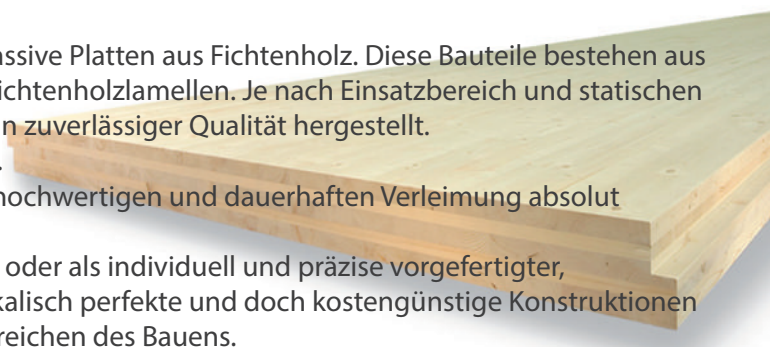 ssive Platten aus Fichtenholz. Diese Bauteile bestehen aus
ichtenholzlamellen. Je nach Einsatzbereich und statischen
n zuverlässiger Qualität hergestellt.
.
hochwertigen und dauerhaften Verleimung absolut
oder als individuell und präzise vorgefertigter,
kalisch perfekte und doch kostengünstige Konstruktionen
reichen des Bauens.